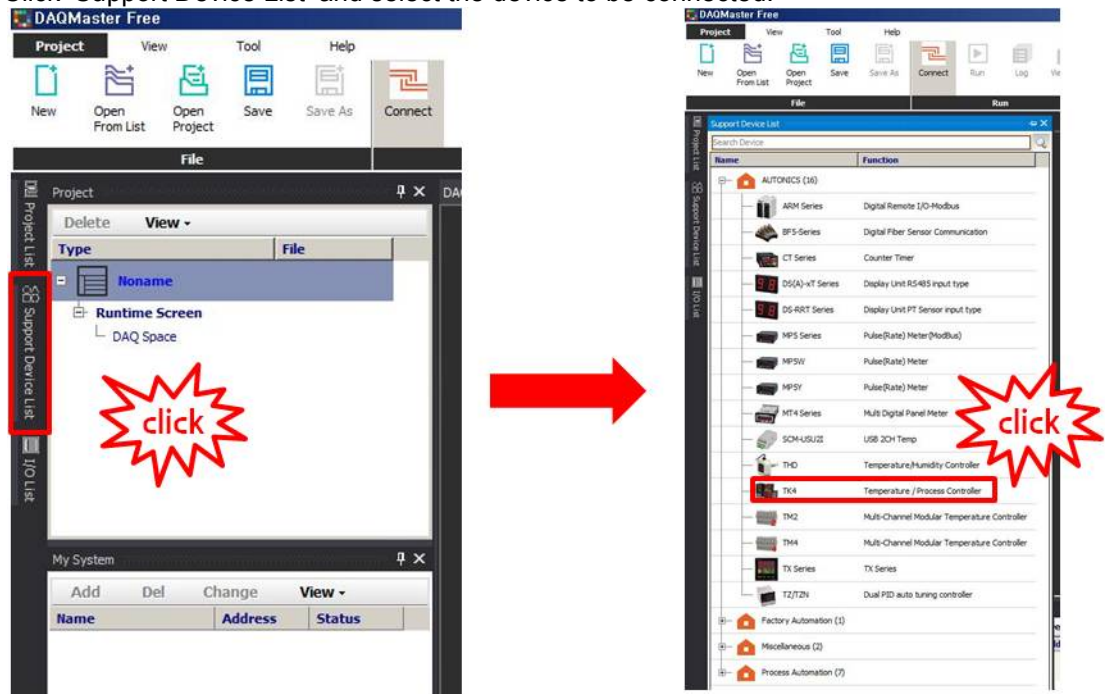 Click 'Support Device List' and select the device to be connected.
DAQMaster Free
Project View Tool Help
New
Open From List
Open Project
Save
Save As
Connect
File
Project List
Support Device List
I/O List
Project
DA
Delete View
Type File
Noname
Runtime Screen
DAQ Space
click
My System
Add Del Change View
Name Address Status
DAQMaster Free
Project View Tool Help
New
Open From List
Open Project
Save
Save As
Connect
Run
Log
Vie
File Run
Project List
Support Device List
I/O List
Support Device List
Search Device
Name Function
AUTONICS (16)
ARM Series Digital Remote I/O-Modbus
BFS-Series Digital Fiber Sensor Communication
CT Series Counter Timer
DS(A)-xT Series Display Unit RS485 input type
DS-RRT Series Display Unit PT Sensor input type
MP5 Series Pulse(Rate) Meter(ModBus)
MP5W Pulse(Rate) Meter
MP5Y Pulse(Rate) Meter
MT4 Series Multi Digital Panel Meter
SCM-USU2I USB 2CH Temp
THD Temperature/Humidity Controller
TK4 Temperature / Process Controller
TM2 Multi-Channel Modular Temperature Controller
TM4 Multi-Channel Modular Temperature Controller
TX Series TX Series
TZ/TZN Dual PID auto tuning controller
click
Factory Automation (1)
Miscellaneous (2)
Process Automation (7)